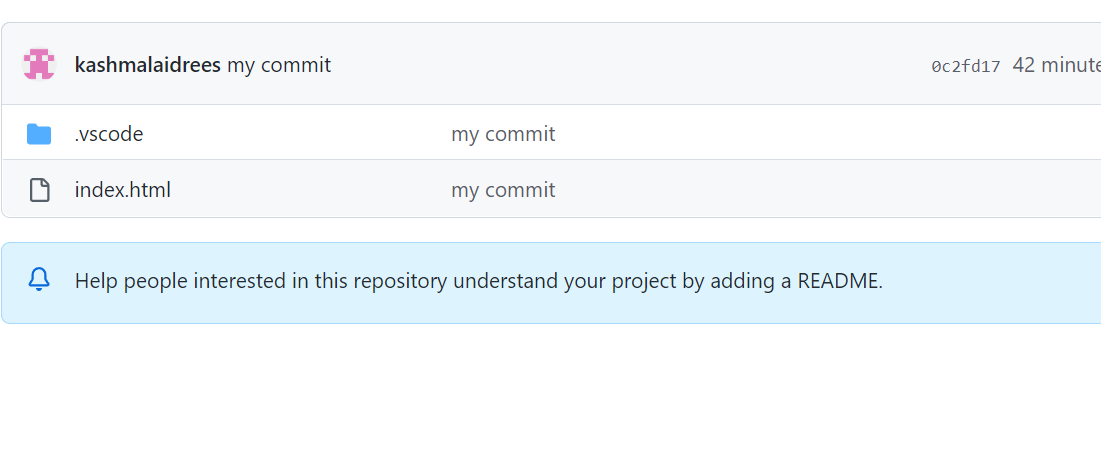 kashmalaidrees my commit 0c2fd17 42 minute
.vscode my commit
index.html my commit
Help people interested in this repository understand your project by adding a README.